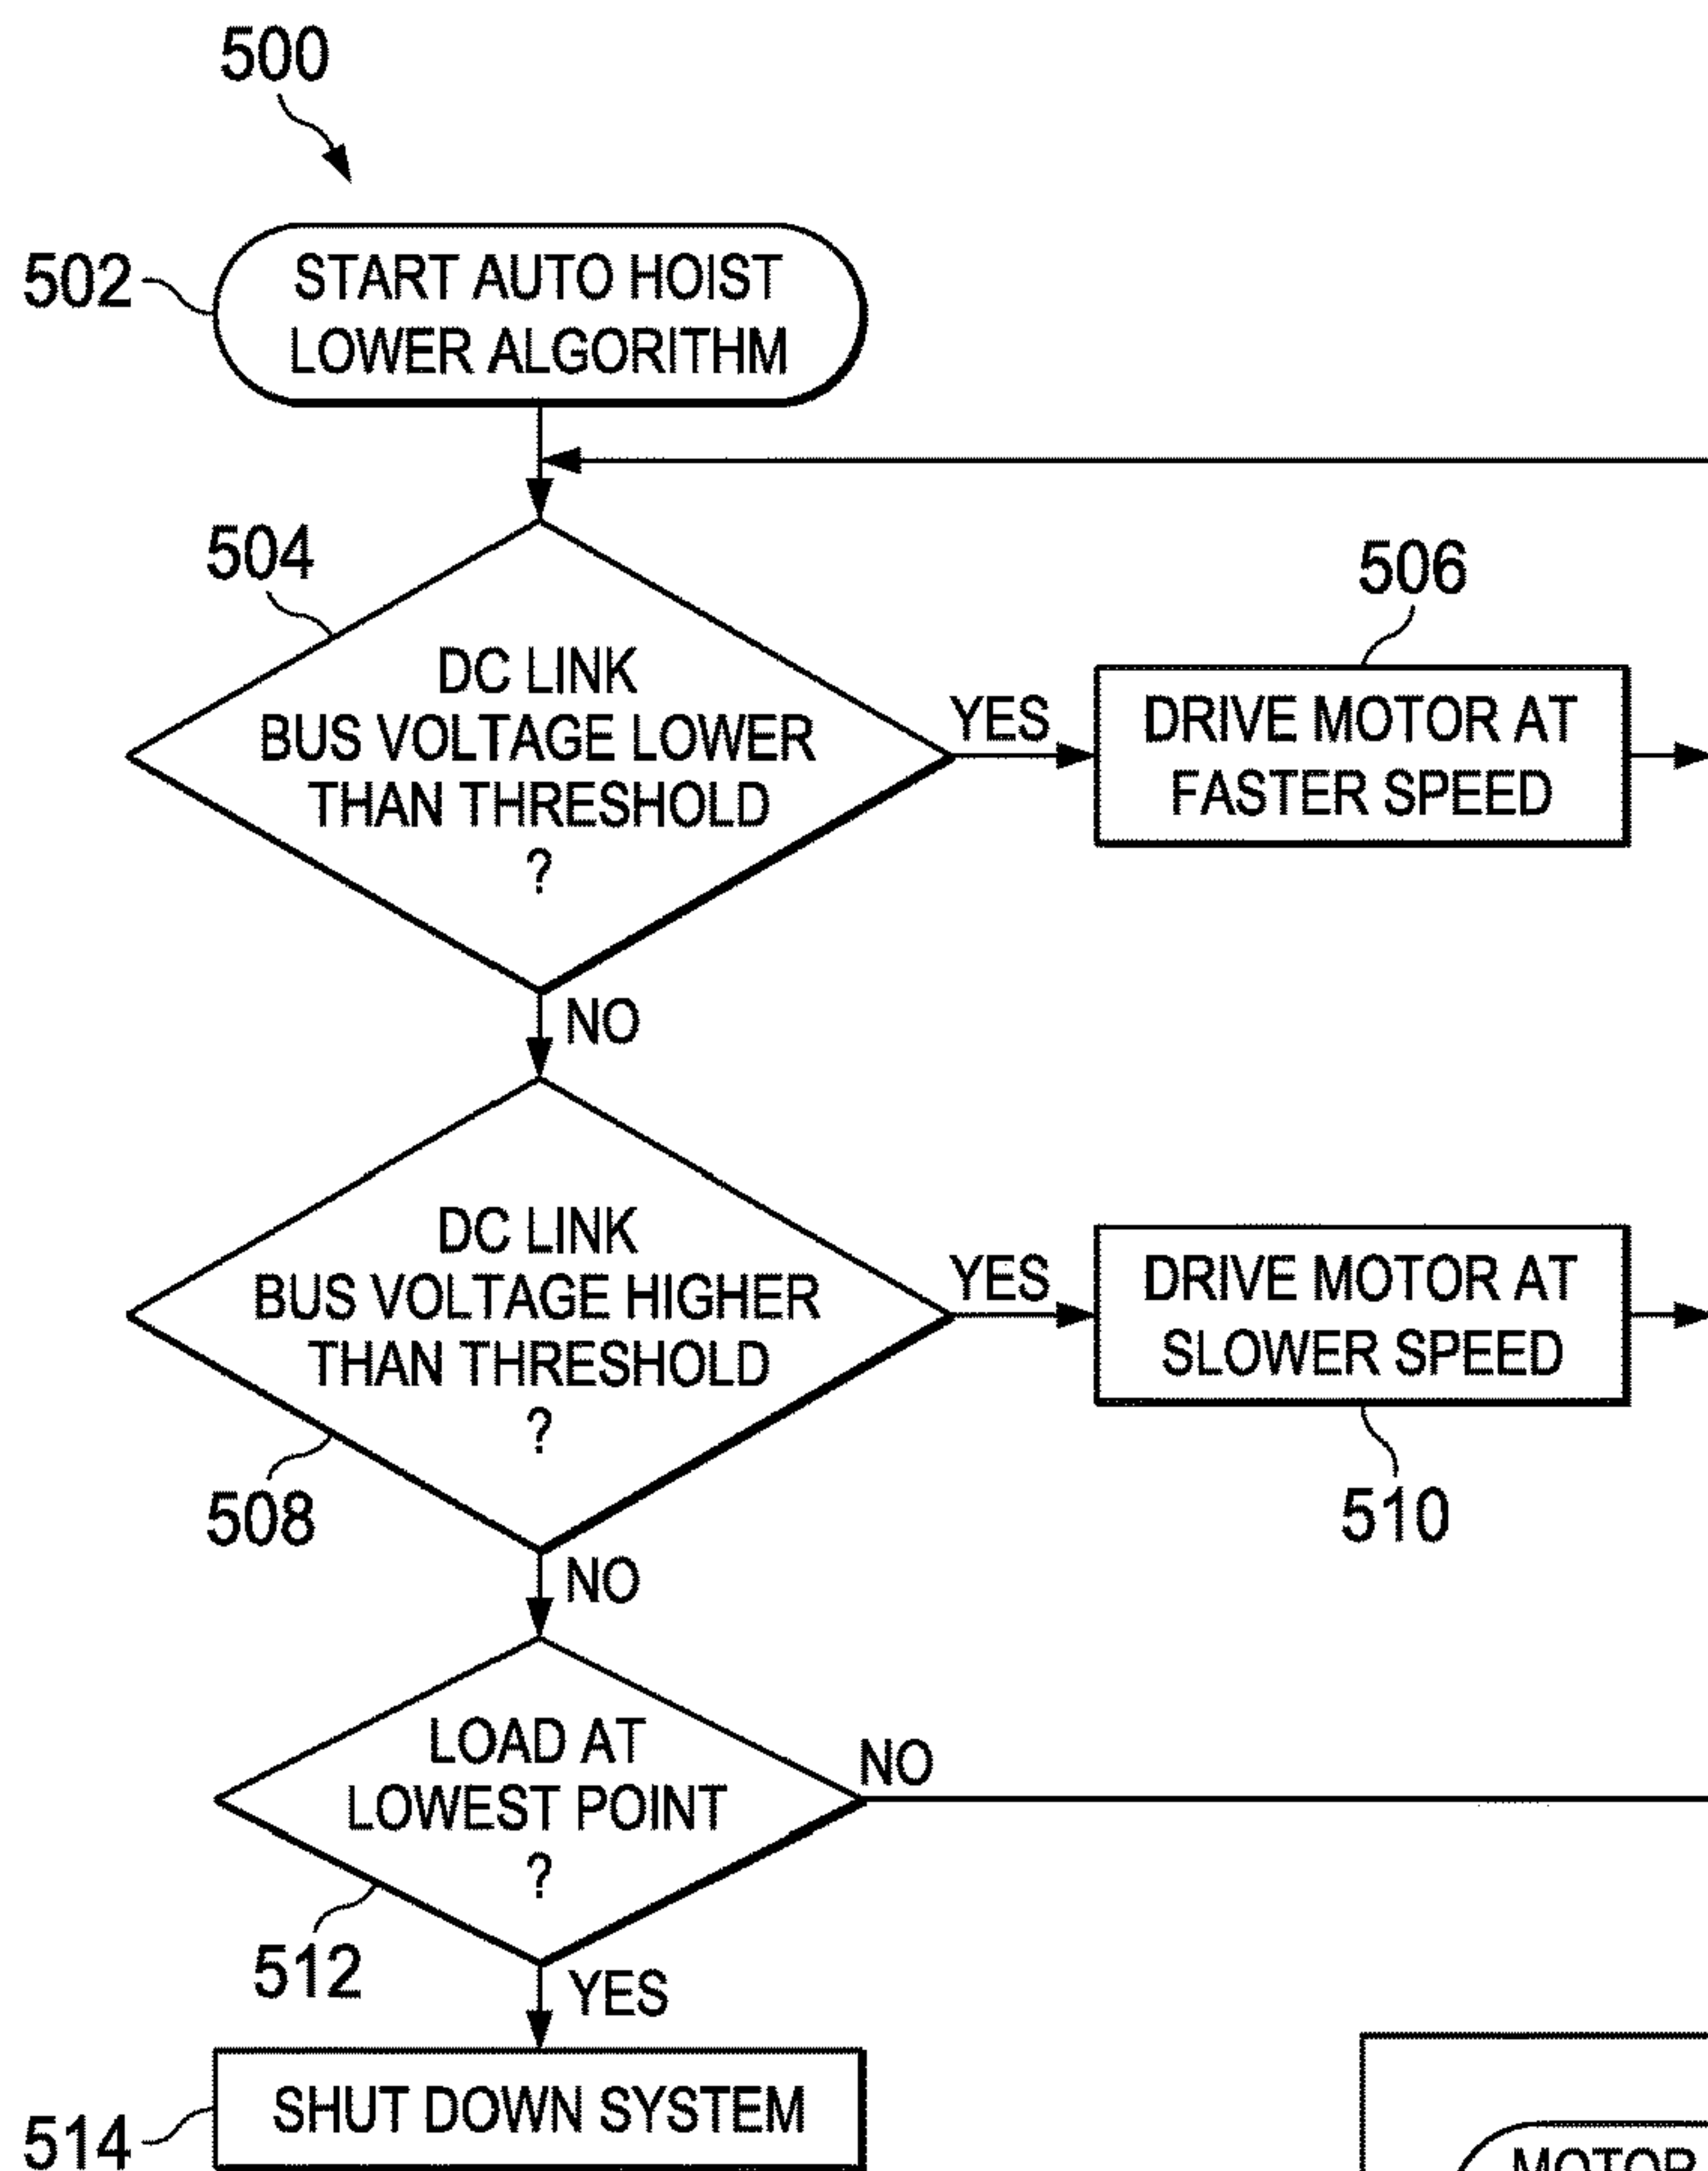 500
502
START AUTO HOIST
LOWER ALGORITHM
504
DC LINK
BUS VOLTAGE LOWER
THAN THRESHOLD
?
YES
506
DRIVE MOTOR AT
FASTER SPEED
NO
DC LINK
BUS VOLTAGE HIGHER
THAN THRESHOLD
?
508
YES
DRIVE MOTOR AT
SLOWER SPEED
510
NO
LOAD AT
LOWEST POINT
?
NO
512
YES
SHUT DOWN SYSTEM
514
MOTOR